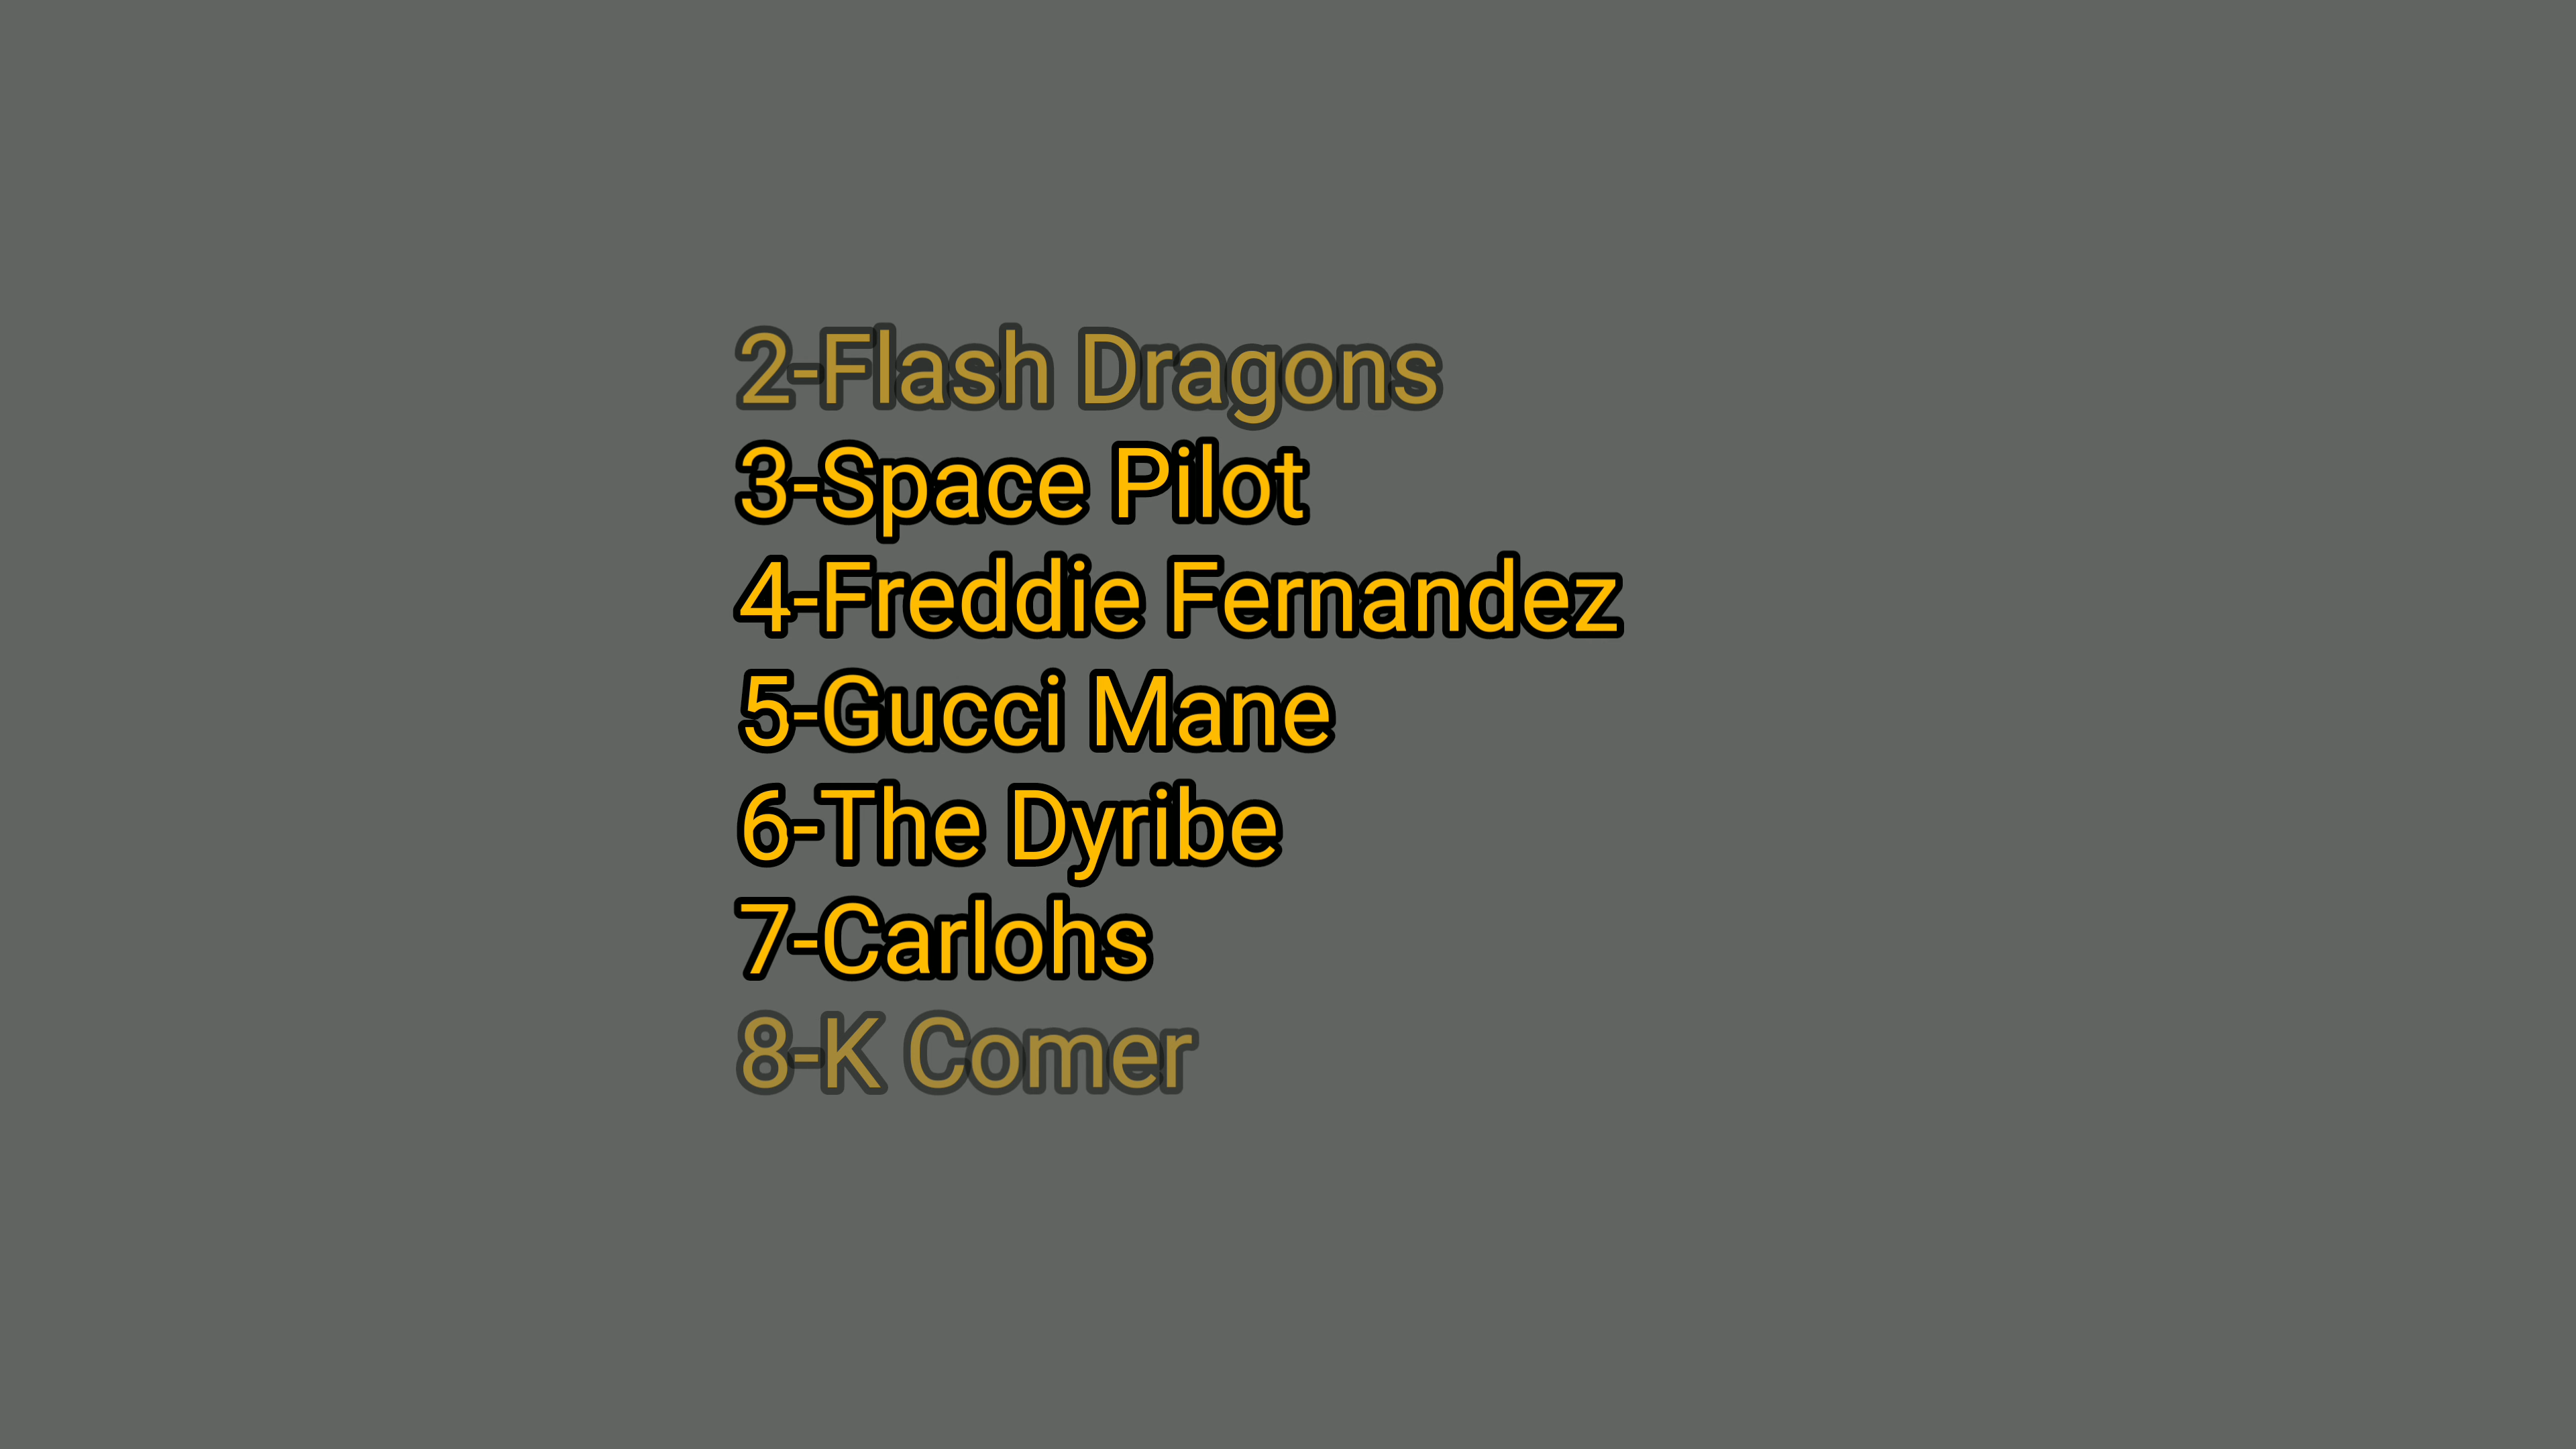 2-Flash Dragons
3-Space Pilot
4-Freddie Fernandez
5-Gucci Mane
6-The Dyribe
7-Carlohs
8-K Comer